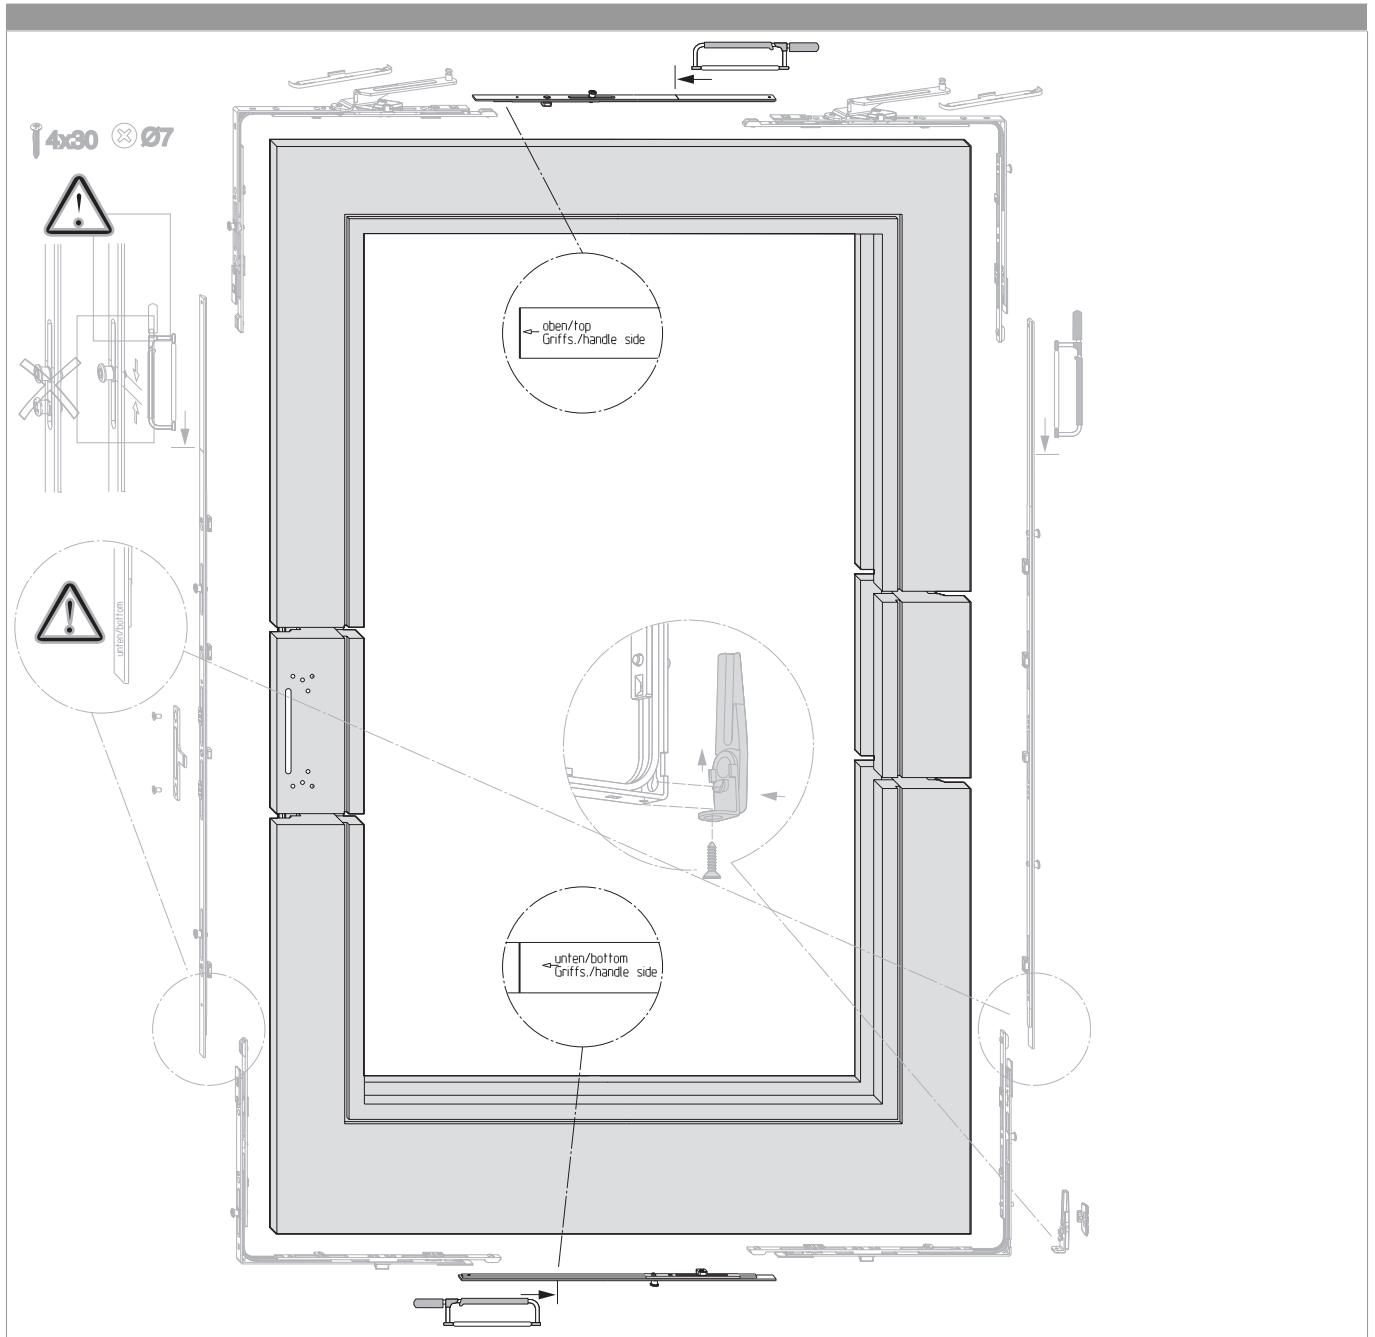 4x30 Ø7
oben/top
Griffs./handle side
unten/bottom
unten/bottom
Griffs./handle side